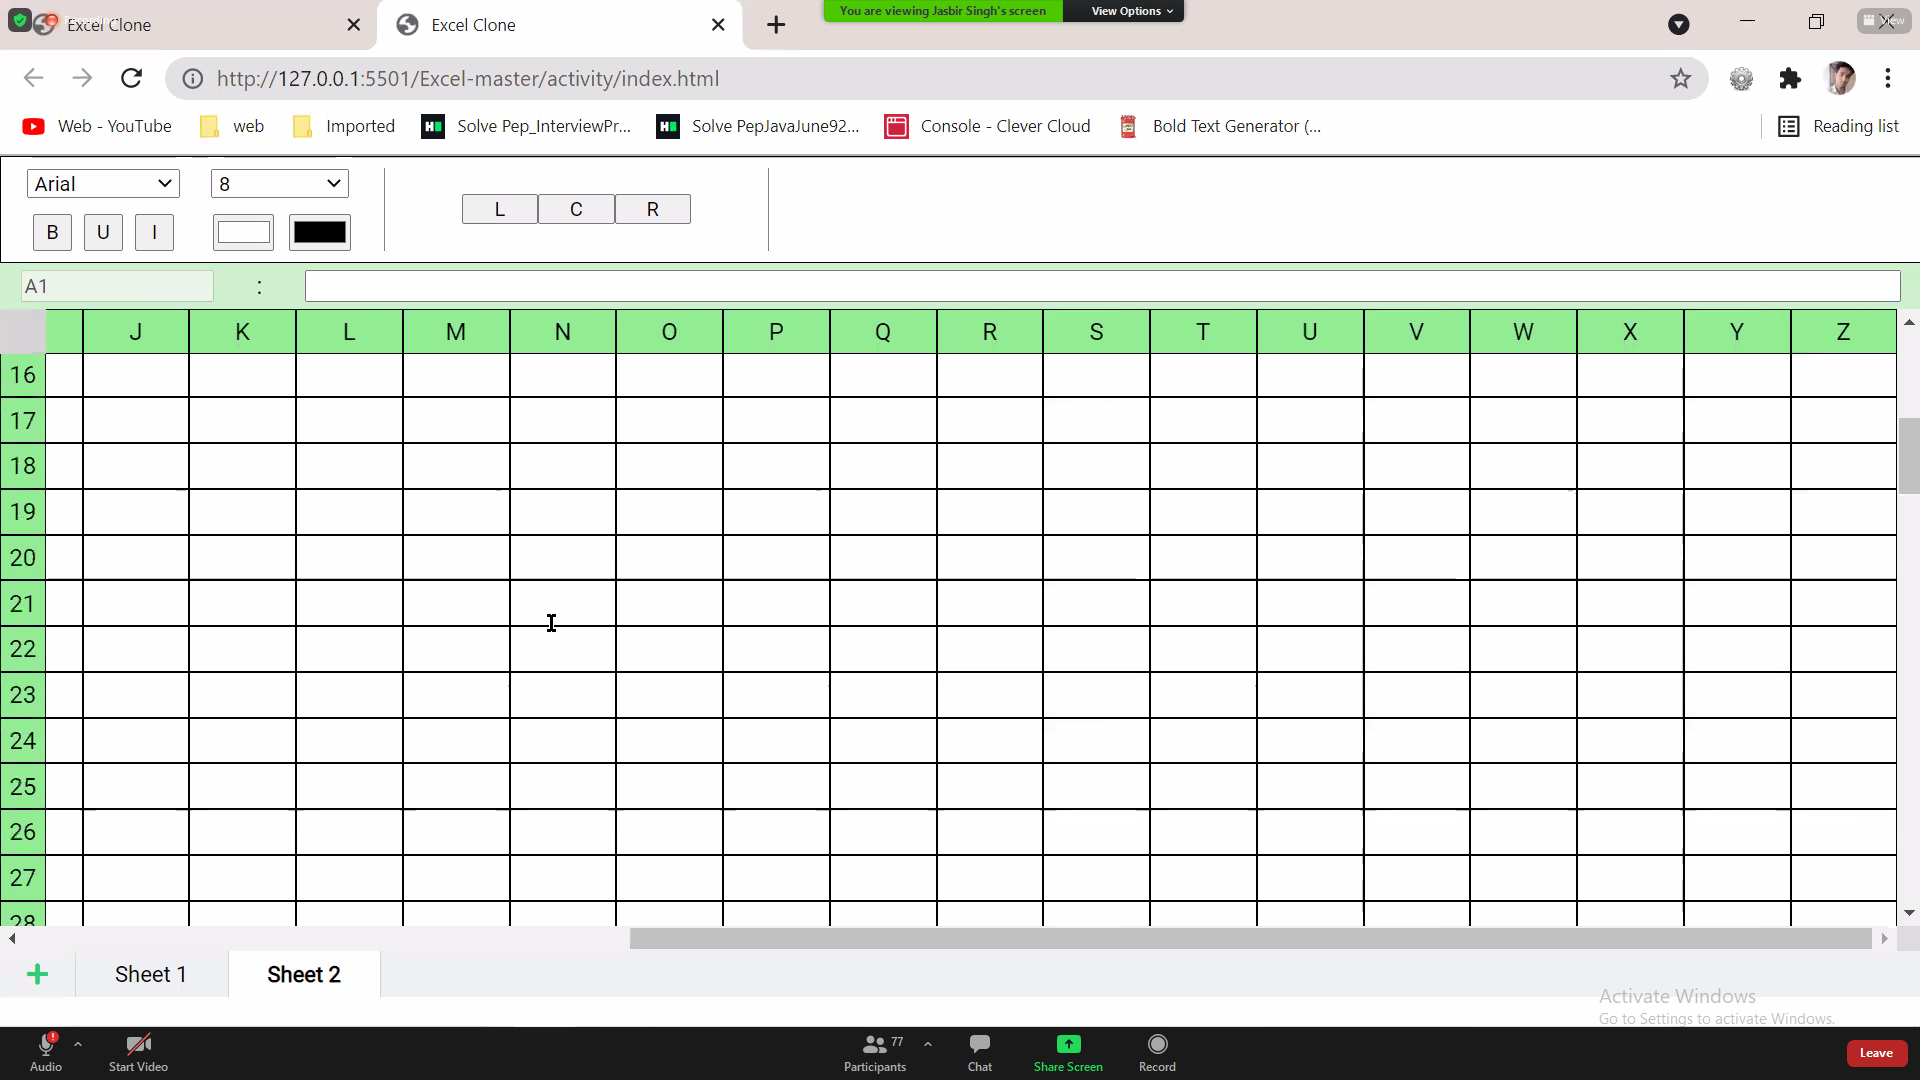 Excel Clone
Excel Clone
You are viewing Jasbir Singh's screen
View Options
View
http://127.0.0.1:5501/Excel-master/activity/index.html
Web - YouTube
web
Imported
Solve Pep_InterviewPr...
Solve PepJavaJune92...
Console - Clever Cloud
Bold Text Generator (...
Reading list
Arial
8
B U I
L C R
A1
:
J K L M N O P Q R S T U V W X Y Z
16
17
18
19
20
21
22
23
24
25
26
27
28
+
Sheet 1
Sheet 2
Activate Windows
Go to Settings to activate Windows.
Audio
Start Video
77
Participants
Chat
Share Screen
Record
Leave